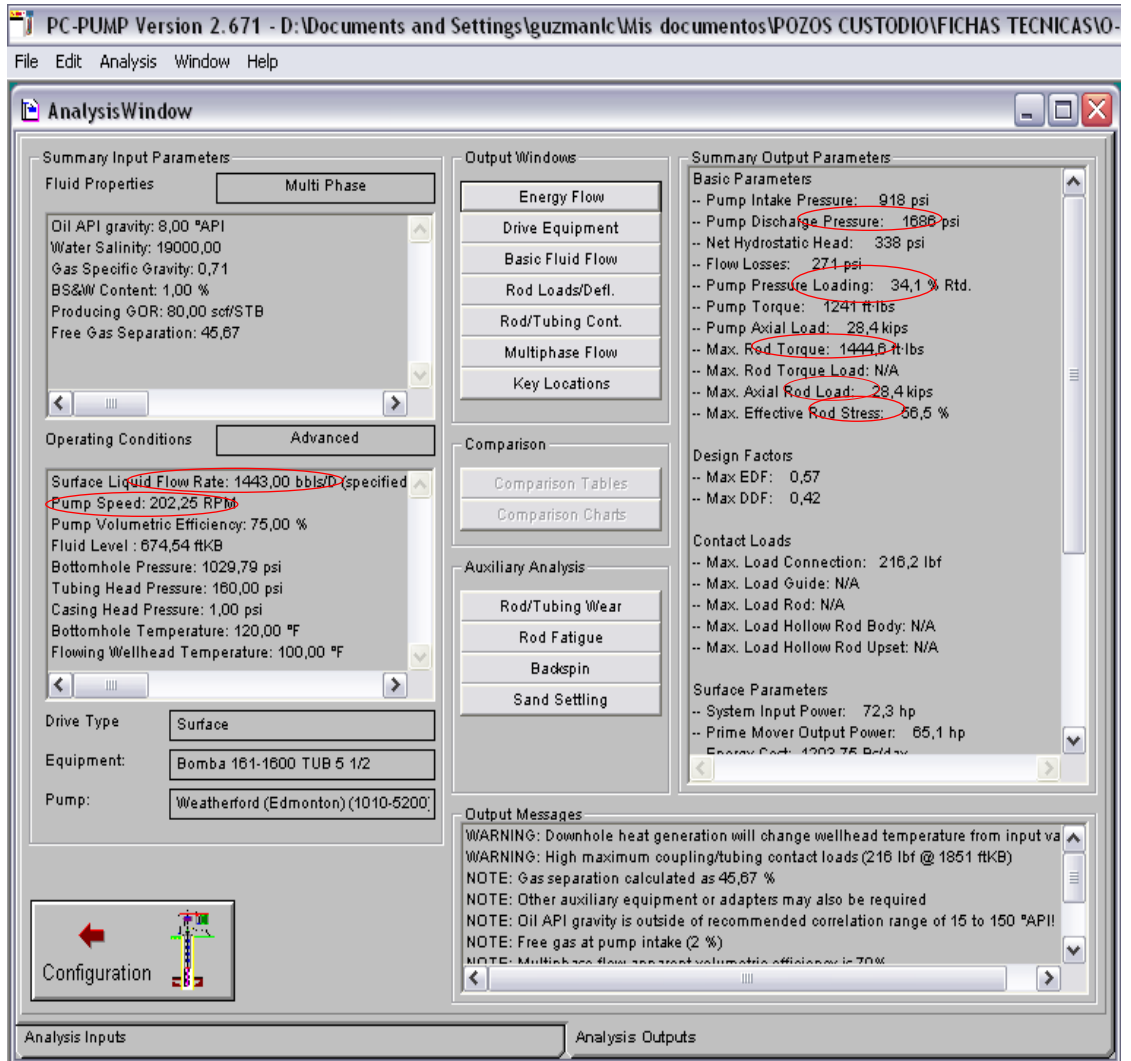 PC-PUMP Version 2.671 - D:\Documents and Settings\guzmanlc\Mis documentos\POZOS CUSTODIO\FICHAS TECNICAS\O-
File Edit Analysis Window Help
AnalysisWindow
Summary Input Parameters
Fluid Properties
Multi Phase
Oil API gravity: 8,00 °API
Water Salinity: 19000,00
Gas Specific Gravity: 0,71
BS&W Content: 1,00 %
Producing GOR: 80,00 scf/STB
Free Gas Separation: 45,67
Operating Conditions
Advanced
Surface Liquid Flow Rate: 1443,00 bbls/D (specified
Pump Speed: 202,25 RPM
Pump Volumetric Efficiency: 75,00 %
Fluid Level : 674,54 ftKB
Bottomhole Pressure: 1029,79 psi
Tubing Head Pressure: 160,00 psi
Casing Head Pressure: 1,00 psi
Bottomhole Temperature: 120,00 °F
Flowing Wellhead Temperature: 100,00 °F
Drive Type
Surface
Equipment:
Bomba 161-1600 TUB 5 1/2
Pump:
Weatherford (Edmonton) (1010-5200)
Configuration
Output Windows
Energy Flow
Drive Equipment
Basic Fluid Flow
Rod Loads/Defl.
Rod/Tubing Cont.
Multiphase Flow
Key Locations
Comparison
Comparison Tables
Comparison Charts
Auxiliary Analysis
Rod/Tubing Wear
Rod Fatigue
Backspin
Sand Settling
Summary Output Parameters
Basic Parameters
-- Pump Intake Pressure: 918 psi
-- Pump Discharge Pressure: 1686 psi
-- Net Hydrostatic Head: 338 psi
-- Flow Losses: 271 psi
-- Pump Pressure Loading: 34,1 % Rtd.
-- Pump Torque: 1241 ft·lbs
-- Pump Axial Load: 28,4 kips
-- Max. Rod Torque: 1444,6 ft·lbs
-- Max. Rod Torque Load: N/A
-- Max. Axial Rod Load: 28,4 kips
-- Max. Effective Rod Stress: 56,5 %
Design Factors
-- Max EDF: 0,57
-- Max DDF: 0,42
Contact Loads
-- Max. Load Connection: 216,2 lbf
-- Max. Load Guide: N/A
-- Max. Load Rod: N/A
-- Max. Load Hollow Rod Body: N/A
-- Max. Load Hollow Rod Upset: N/A
Surface Parameters
-- System Input Power: 72,3 hp
-- Prime Mover Output Power: 65,1 hp
-- Energy Cost: 1203,75 Bs/day
Output Messages
WARNING: Downhole heat generation will change wellhead temperature from input va
WARNING: High maximum coupling/tubing contact loads (216 lbf @ 1851 ftKB)
NOTE: Gas separation calculated as 45,67 %
NOTE: Other auxiliary equipment or adapters may also be required
NOTE: Oil API gravity is outside of recommended correlation range of 15 to 150 °API!
NOTE: Free gas at pump intake (2 %)
NOTE: Multiphase flow apparent volumetric efficiency is 70%
Analysis Inputs
Analysis Outputs